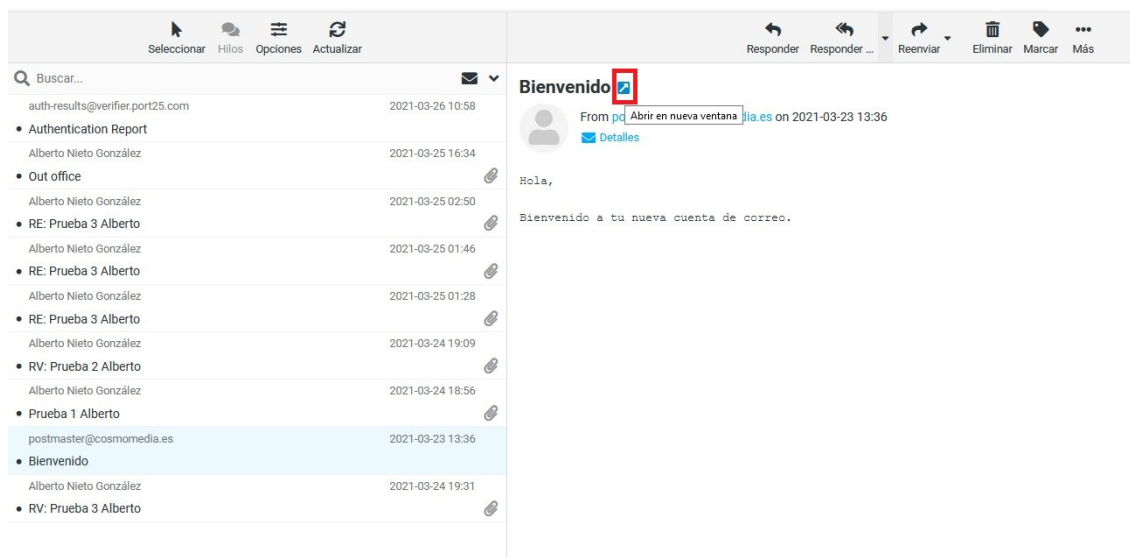 Seleccionar Hilos Opciones Actualizar
Responder Responder ... Reenviar Eliminar Marcar Más
Buscar...
auth-results@verifier.port25.com 2021-03-26 10:58
Authentication Report
Alberto Nieto González 2021-03-25 16:34
Out office
Alberto Nieto González 2021-03-25 02:50
RE: Prueba 3 Alberto
Alberto Nieto González 2021-03-25 01:46
RE: Prueba 3 Alberto
Alberto Nieto González 2021-03-25 01:28
RE: Prueba 3 Alberto
Alberto Nieto González 2021-03-24 19:09
RV: Prueba 2 Alberto
Alberto Nieto González 2021-03-24 18:56
Prueba 1 Alberto
postmaster@cosmomedia.es 2021-03-23 13:36
Bienvenido
Alberto Nieto González 2021-03-24 19:31
RV: Prueba 3 Alberto
Bienvenido
From po Abrir en nueva ventana dia.es on 2021-03-23 13:36
Detalles
Hola,
Bienvenido a tu nueva cuenta de correo.